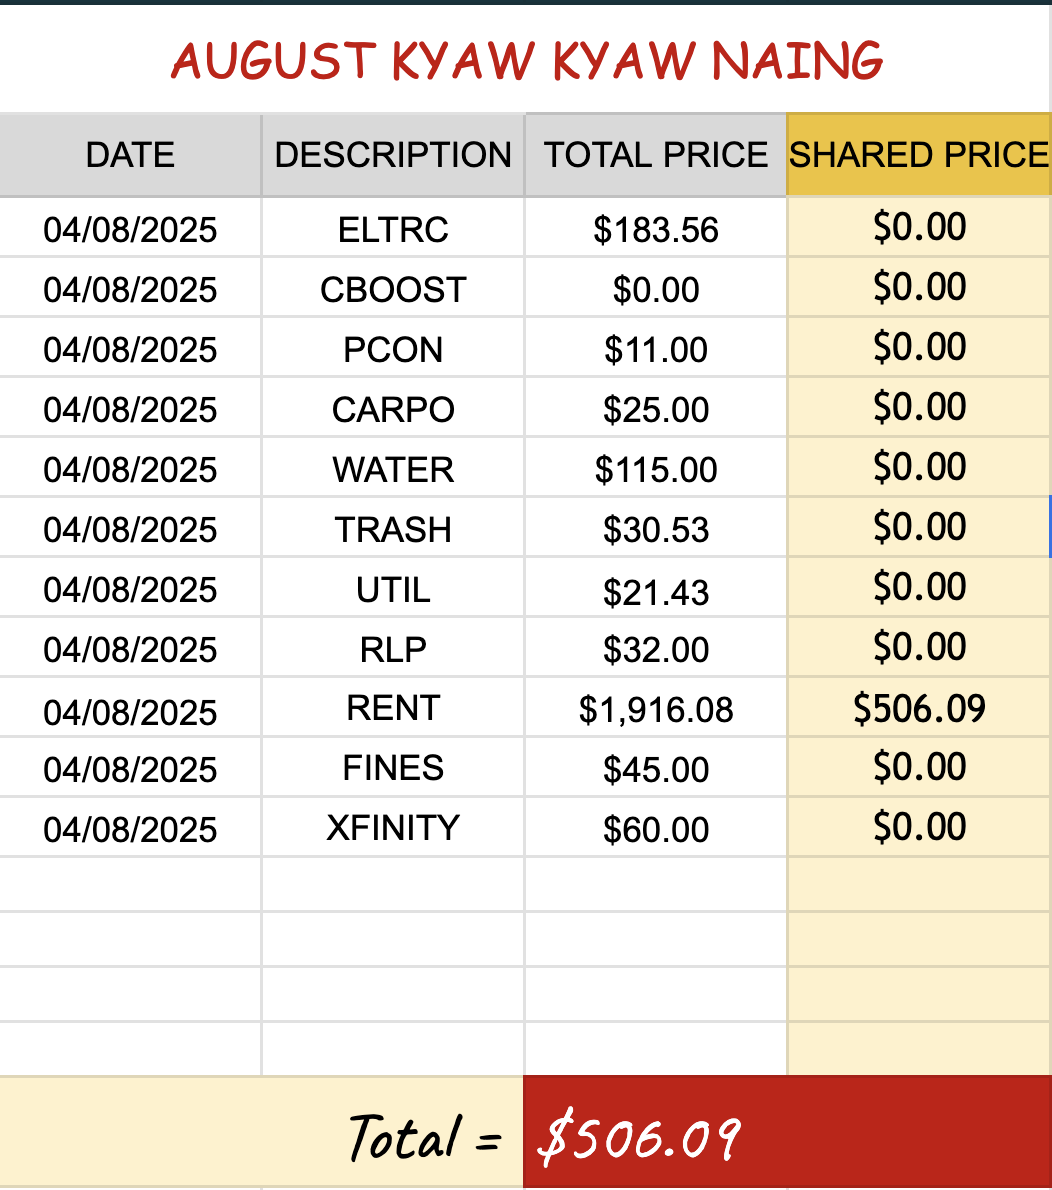 AUGUST KYAW KYAW NAING
DATE DESCRIPTION TOTAL PRICE SHARED PRICE
04/08/2025 ELTRC $183.56 $0.00
04/08/2025 CBOOST $0.00 $0.00
04/08/2025 PCON $11.00 $0.00
04/08/2025 CARPO $25.00 $0.00
04/08/2025 WATER $115.00 $0.00
04/08/2025 TRASH $30.53 $0.00
04/08/2025 UTIL $21.43 $0.00
04/08/2025 RLP $32.00 $0.00
04/08/2025 RENT $1,916.08 $506.09
04/08/2025 FINES $45.00 $0.00
04/08/2025 XFINITY $60.00 $0.00
Total = $506.09